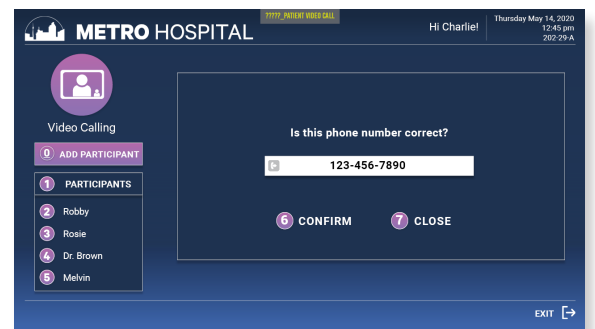 ?????_PATIENT VIDEO CALL
METRO HOSPITAL
Hi Charlie!
Thursday May 14, 2020
12:45 pm
202-29-A
Video Calling
0 ADD PARTICIPANT
1 PARTICIPANTS
2 Robby
3 Rosie
4 Dr. Brown
5 Melvin
Is this phone number correct?
123-456-7890
6 CONFIRM
7 CLOSE
EXIT